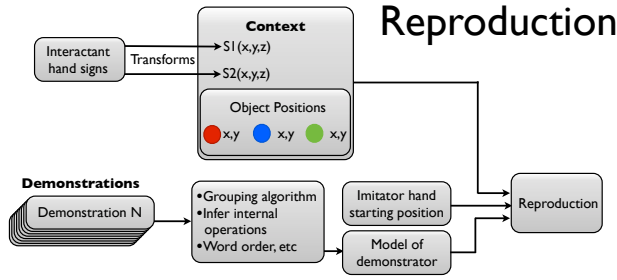 Reproduction
Context
Interactant
hand signs
Transforms
S1(x,y,z)
S2(x,y,z)
Object Positions
x,y x,y x,y
Demonstrations
Demonstration N
•Grouping algorithm
•Infer internal
operations
•Word order, etc
Imitator hand
starting position
Model of
demonstrator
Reproduction